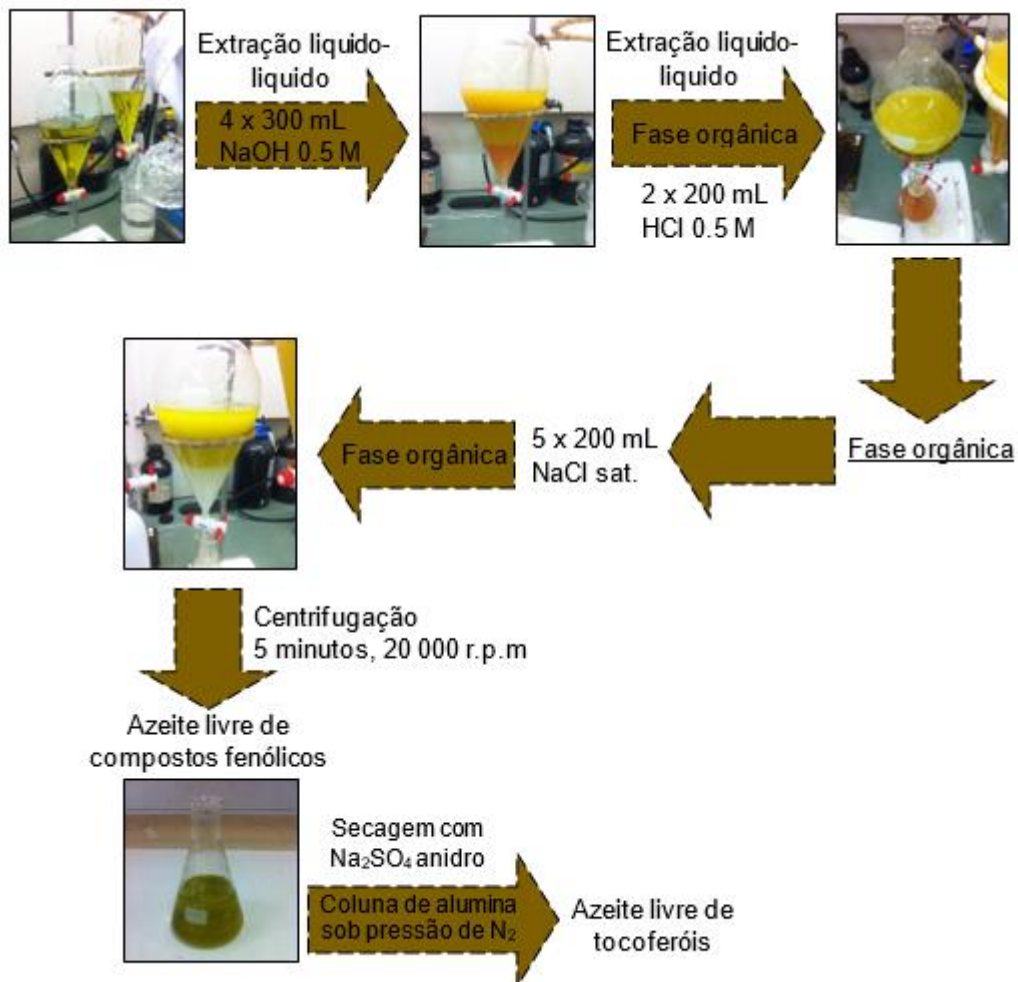 Extração liquido-
liquido
4 x 300 mL
NaOH 0.5 M
Extração liquido-
liquido
Fase orgânica
2 x 200 mL
HCl 0.5 M
Fase orgânica
5 x 200 mL
NaCl sat.
Fase orgânica
Centrifugação
5 minutos, 20 000 r.p.m
Azeite livre de
compostos fenólicos
Secagem com
Na₂SO₄ anidro
Coluna de alumina
sob pressão de N₂
Azeite livre de
tocoferóis